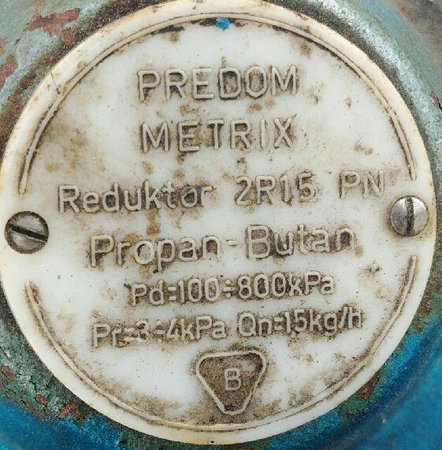 PREDOM
METRIX
Reduktor 2R15 PN
Propan-Butan
Pd=100÷800kPa
Pr=3÷4kPa Qn=15kg/h
B